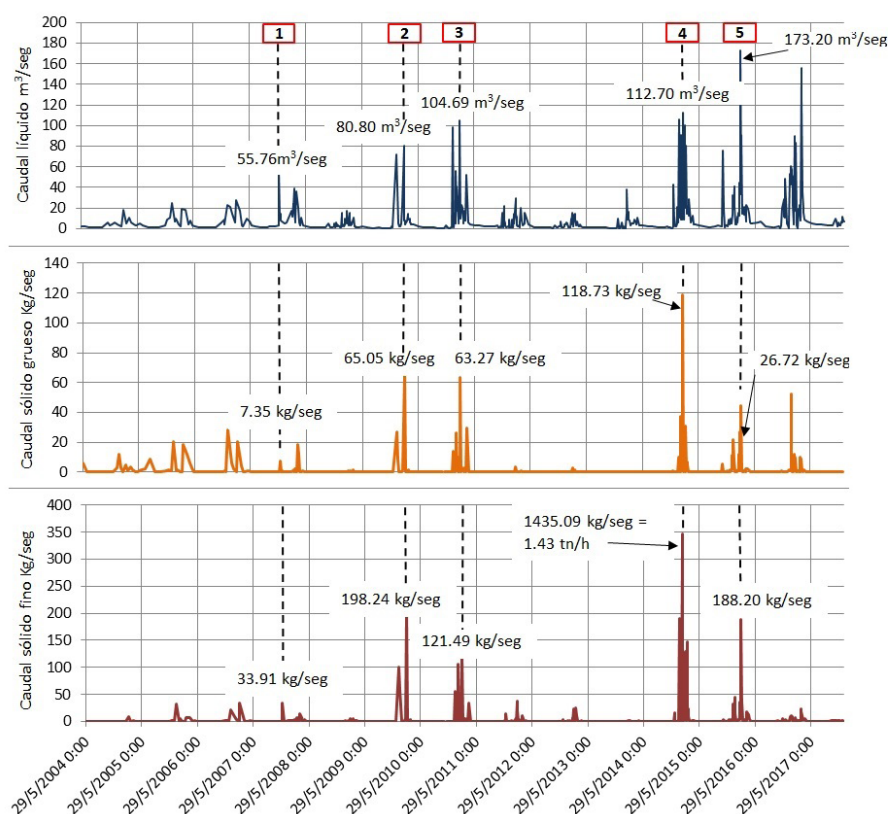 1
2
3
4
5
173.20 m³/seg
112.70 m³/seg
104.69 m³/seg
80.80 m³/seg
55.76m³/seg
Caudal líquido m³/seg
200
180
160
140
120
100
80
60
40
20
0
118.73 kg/seg
65.05 kg/seg
63.27 kg/seg
26.72 kg/seg
7.35 kg/seg
Caudal sólido grueso Kg/seg
140
120
100
80
60
40
20
0
1435.09 kg/seg =
1.43 tn/h
198.24 kg/seg
188.20 kg/seg
121.49 kg/seg
33.91 kg/seg
Caudal sólido fino Kg/seg
400
350
300
250
200
150
100
50
0
29/5/2004 0:00
29/5/2005 0:00
29/5/2006 0:00
29/5/2007 0:00
29/5/2008 0:00
29/5/2009 0:00
29/5/2010 0:00
29/5/2011 0:00
29/5/2012 0:00
29/5/2013 0:00
29/5/2014 0:00
29/5/2015 0:00
29/5/2016 0:00
29/5/2017 0:00